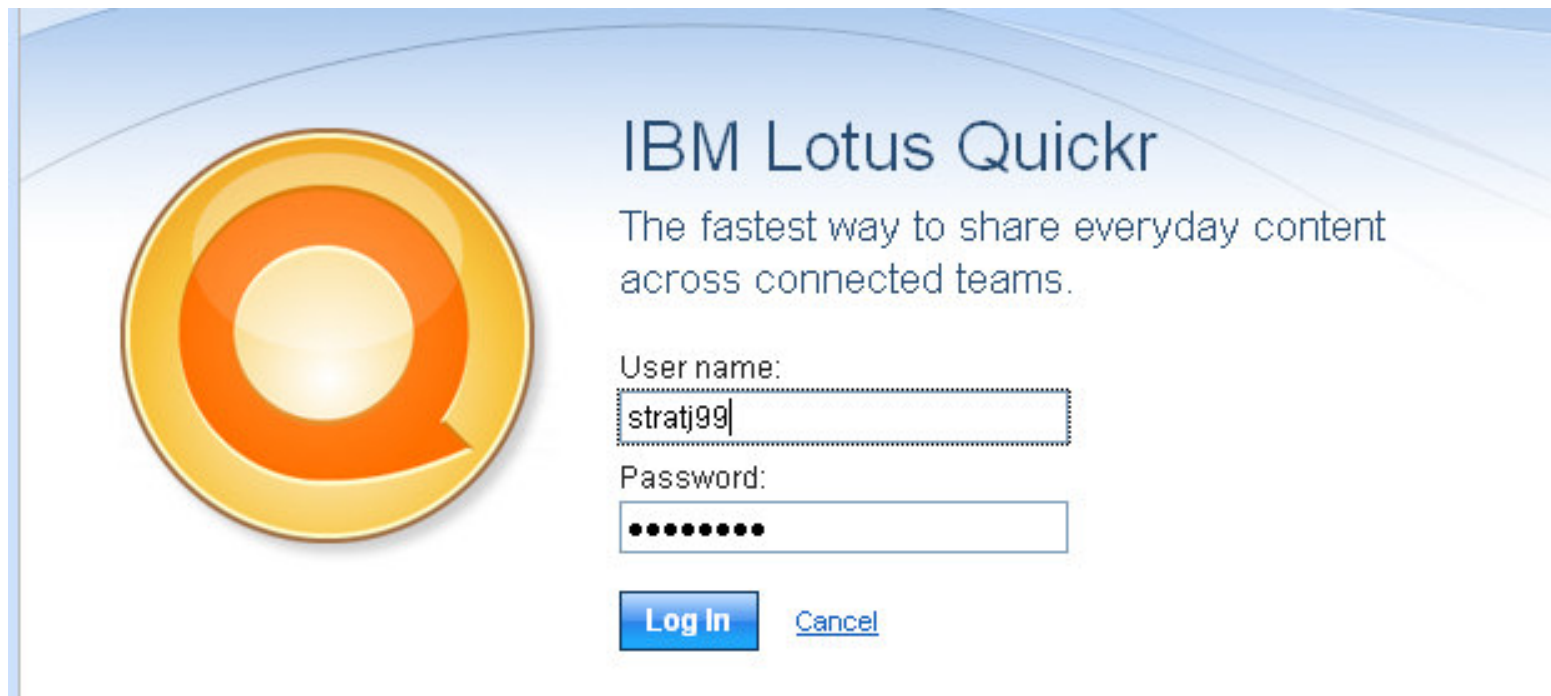 IBM Lotus Quickr
The fastest way to share everyday content
across connected teams.
User name:
stratj99
Password:
••••••••
Log In
Cancel